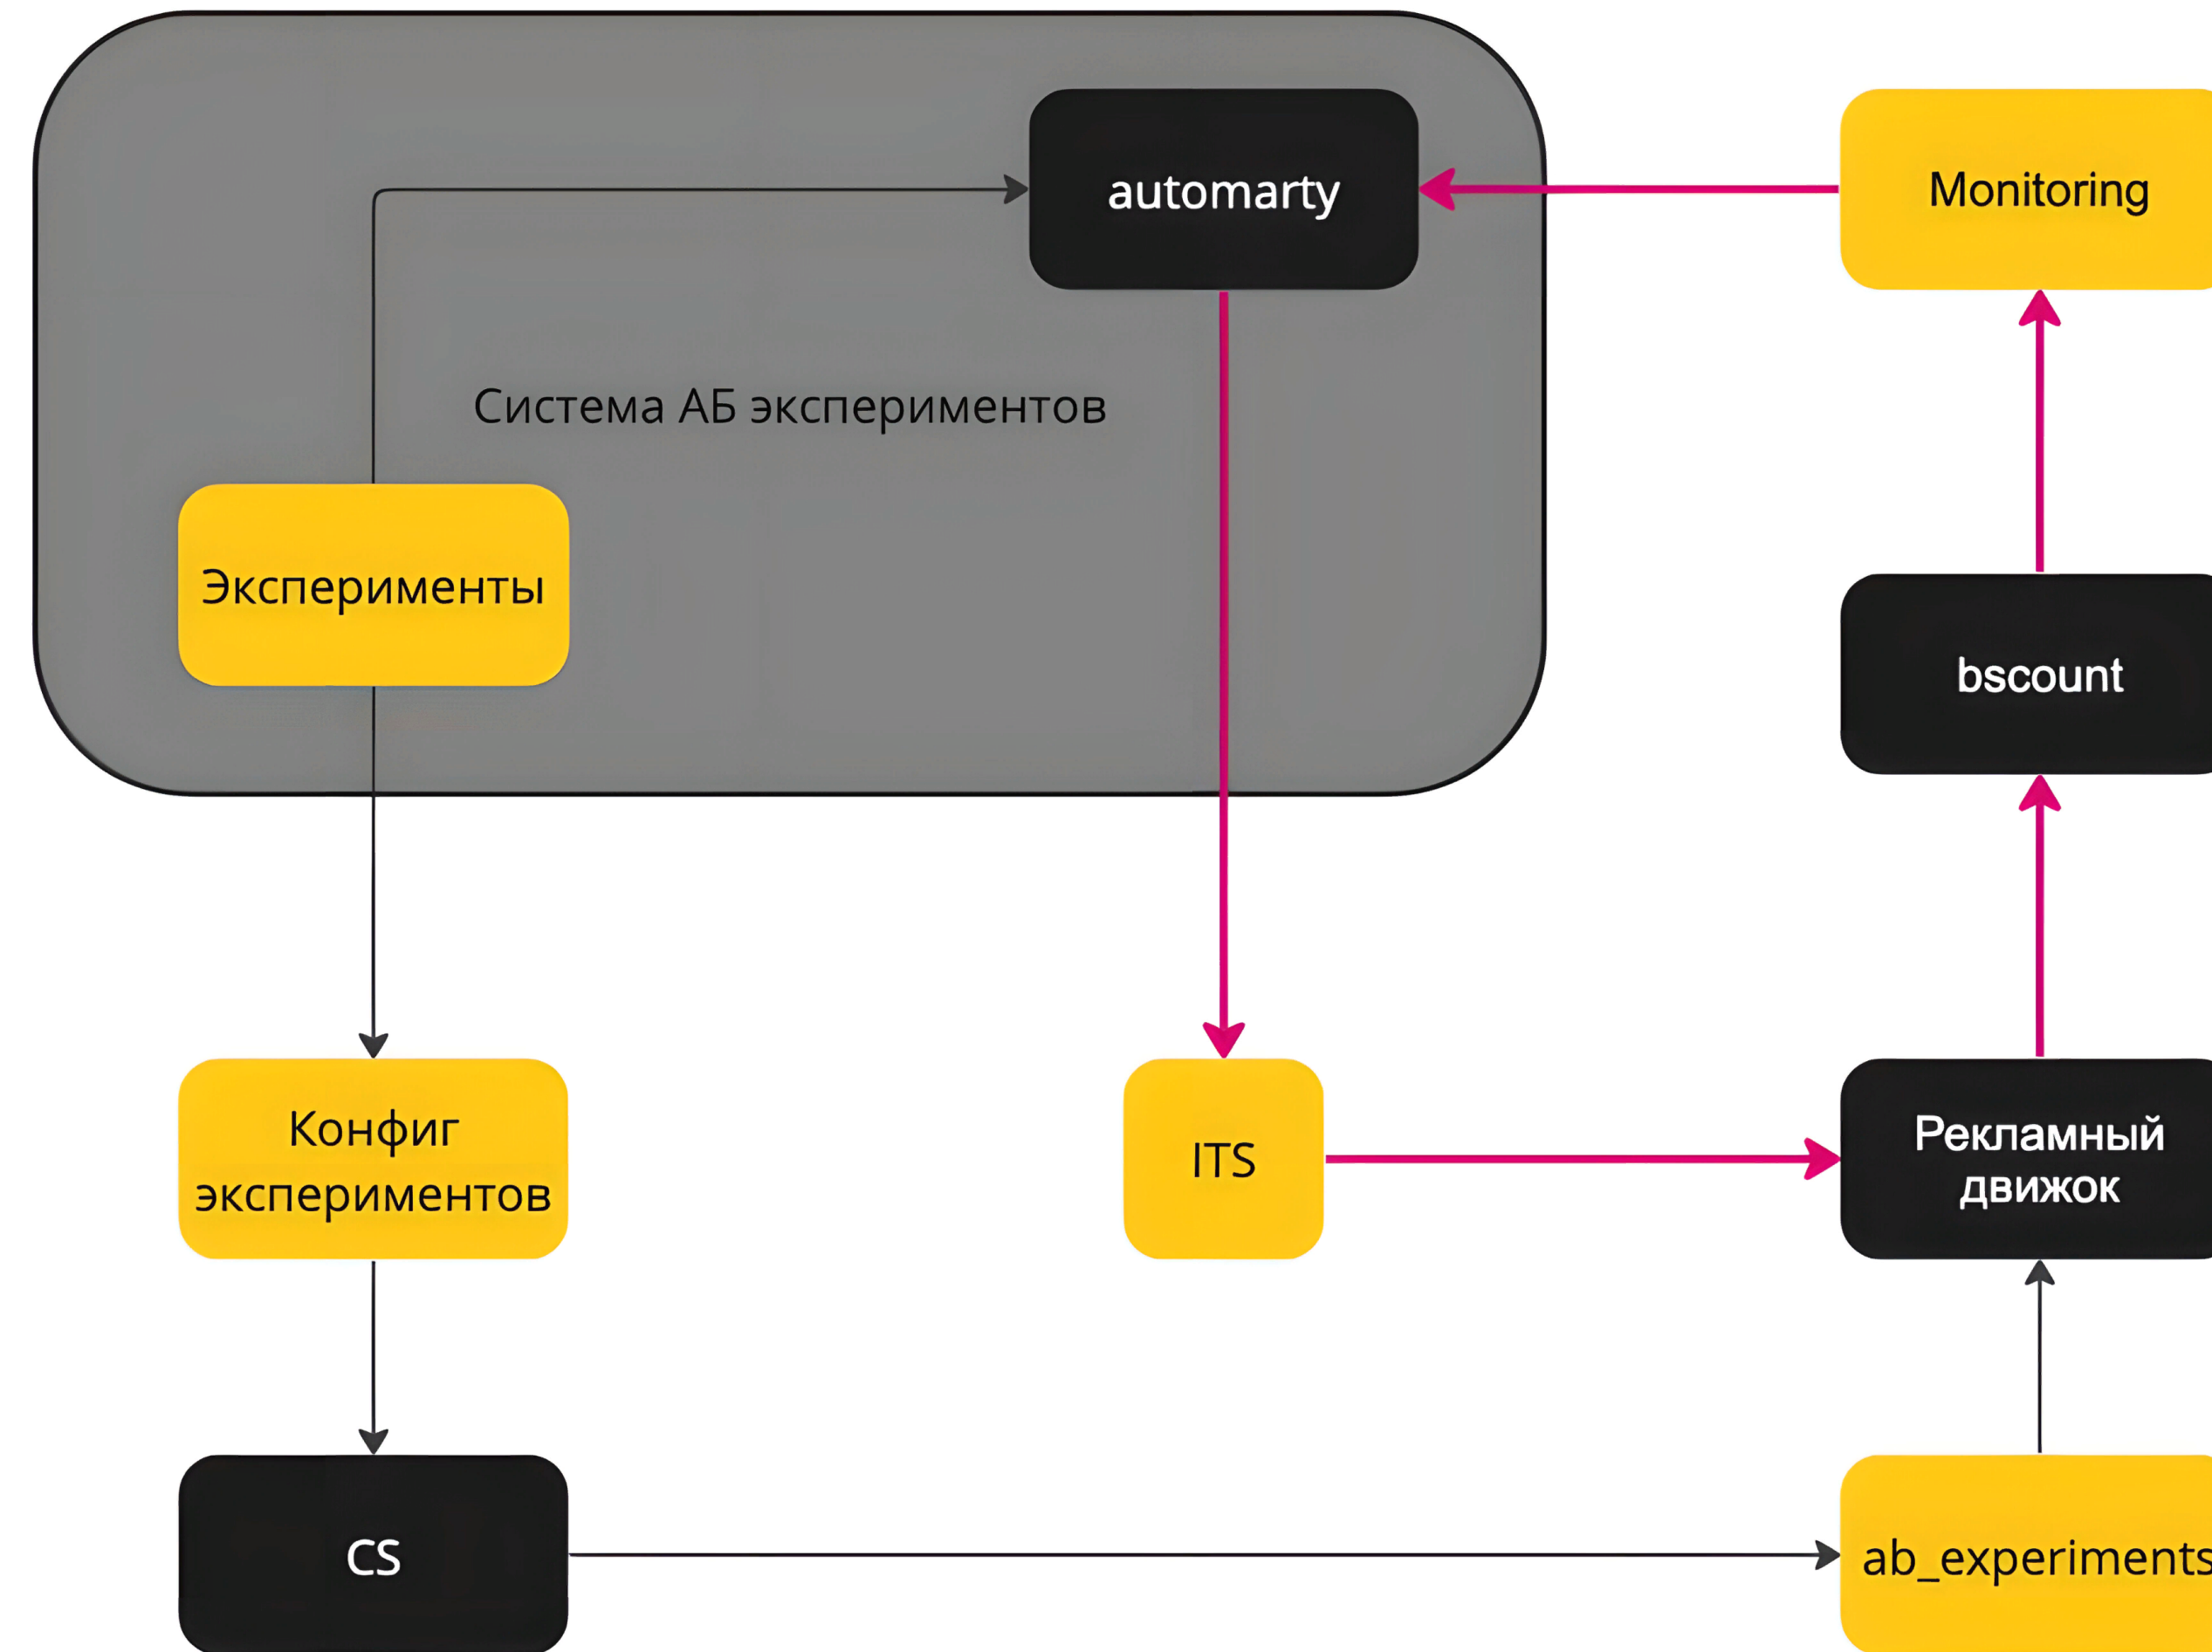 automarty
Monitoring
Система АБ экспериментов
Эксперименты
bscount
Конфиг
экспериментов
ITS
Рекламный
движок
CS
ab_experiments